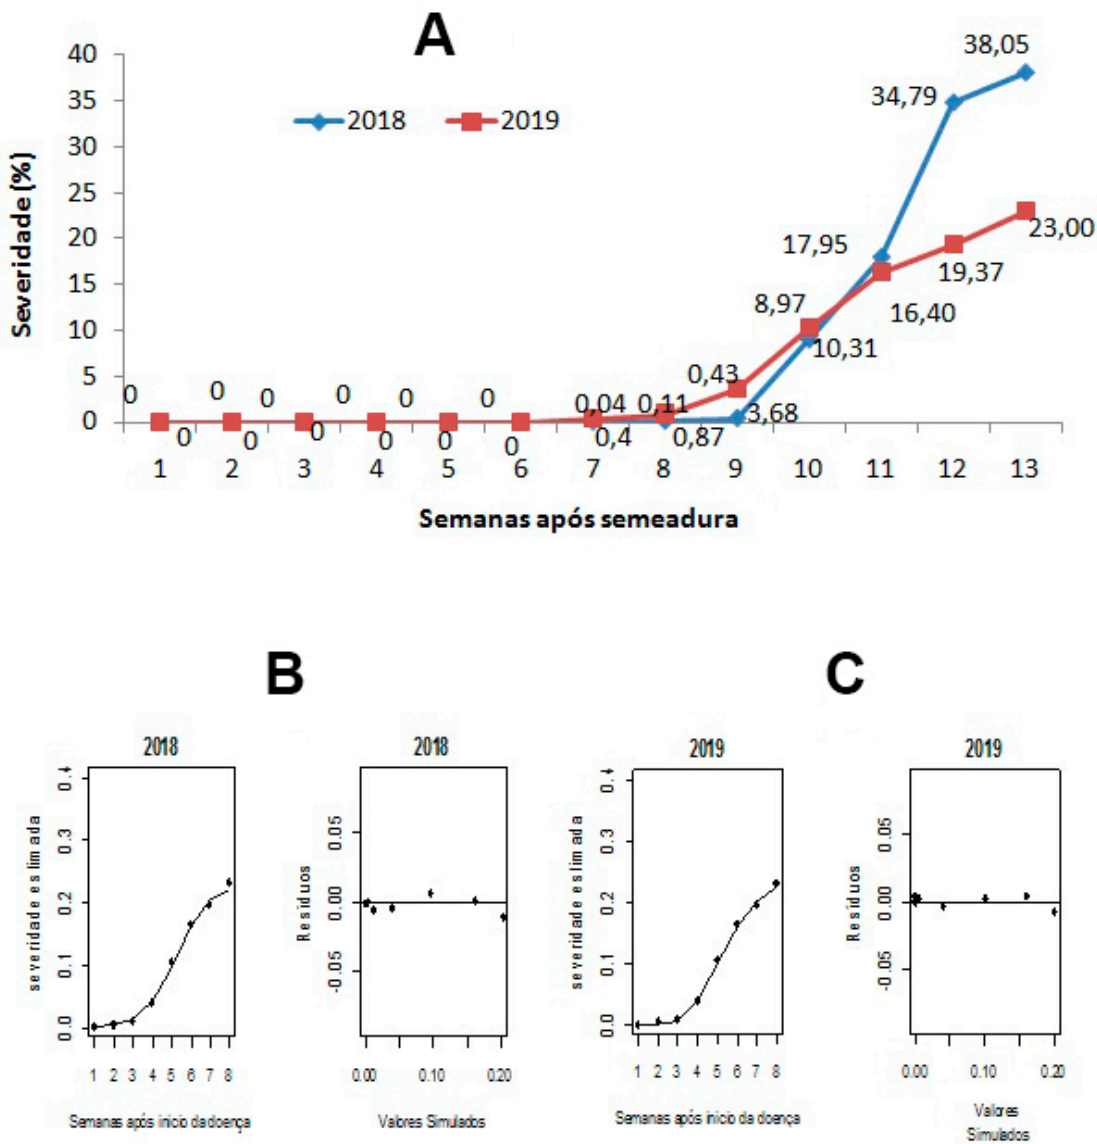 A
40
35
30
25
20
15
10
5
0
Severidade (%)
2018
2019
38,05
34,79
17,95
23,00
19,37
16,40
8,97
10,31
0,43
3,68
0,04 0,11
0,4 0,87
0 0 0 0 0 0
0 0 0 0 0 0
1 2 3 4 5 6 7 8 9 10 11 12 13
Semanas após semeadura
B
2018
severidade estimada
0.4
0.3
0.2
0.1
0.0
1 2 3 4 5 6 7 8
Semanas após inicio da doença
2018
Resíduos
0.05
0.00
-0.05
0.00 0.10 0.20
Valores Simulados
C
2019
severidade estimada
0.4
0.3
0.2
0.1
0.0
1 2 3 4 5 6 7 8
Semanas após inicio da doença
2019
Resíduos
0.05
0.00
-0.05
0.00 0.10 0.20
Valores
Simulados